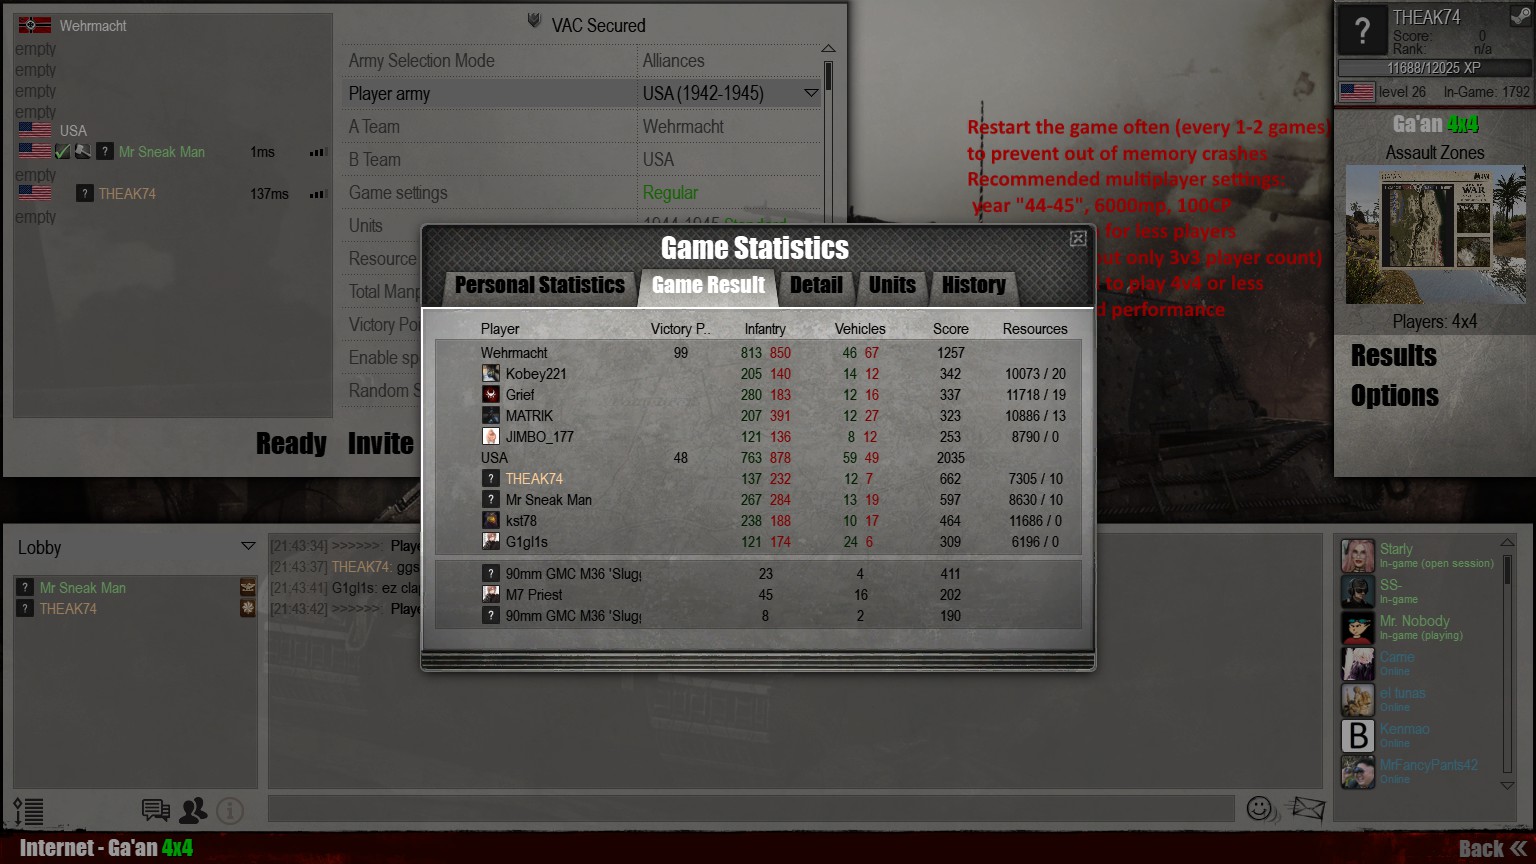 Wehrmacht
empty
empty
empty
empty
USA
Mr Sneak Man 1ms
empty
THEAK74 137ms
empty
Ready Invite
VAC Secured
Army Selection Mode Alliances
Player army USA (1942-1945)
A Team Wehrmacht
B Team USA
Game settings Regular
Units 1944-1945 Standard
Resource
Total Manp
Victory Poi
Enable sp
Random S
Restart the game often (every 1-2 games)
to prevent out of memory crashes
Recommended multiplayer settings:
year "44-45", 6000mp, 100CP
for less players
ut only 3v3 player count)
to play 4v4 or less
d performance
? THEAK74
Score: 0
Rank: n/a
11688/12025 XP
level 26 In-Game: 1792
Ga'an 4x4
Assault Zones
Players: 4x4
Results
Options
Game Statistics
Personal Statistics Game Result Detail Units History
Player Victory P.. Infantry Vehicles Score Resources
Wehrmacht 99 813 850 46 67 1257
Kobey221 205 140 14 12 342 10073 / 20
Grief 280 183 12 16 337 11718 / 19
MATRIK 207 391 12 27 323 10886 / 13
JIMBO_177 121 136 8 12 253 8790 / 0
USA 48 763 878 59 49 2035
? THEAK74 137 232 12 7 662 7305 / 10
? Mr Sneak Man 267 284 13 19 597 8630 / 10
kst78 238 188 10 17 464 11686 / 0
G1gl1s 121 174 24 6 309 6196 / 0
? 90mm GMC M36 'Slugg 23 4 411
M7 Priest 45 16 202
? 90mm GMC M36 'Slugg 8 2 190
Lobby
? Mr Sneak Man
? THEAK74
[21:43:34] >>>>>>: Playe
[21:43:37] THEAK74: ggs
[21:43:41] G1gl1s: ez clap
[21:43:42] >>>>>>: Playe
Starly
In-game (open session)
SS-
In-game
Mr. Nobody
In-game (playing)
Came
Online
el tunas
Online
B Kenmao
Online
MrFancyPants42
Online
Internet - Ga'an 4x4
Back «